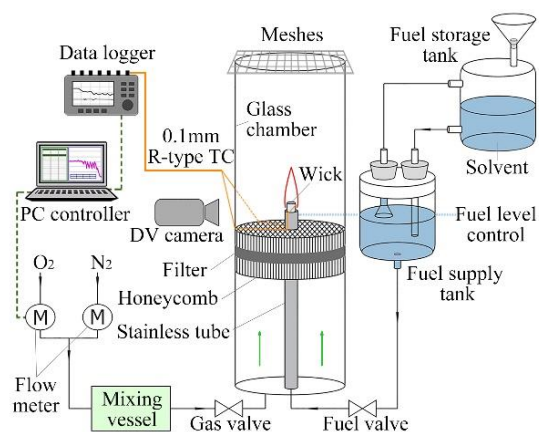 Meshes
Fuel storage
tank
Data logger
Glass
chamber
0.1mm
R-type TC
Solvent
Wick
PC controller
DV camera
Fuel level
control
O2
N2
Filter
Honeycomb
Fuel supply
tank
M
M
Stainless tube
Flow
meter
Mixing
vessel
Gas valve
Fuel valve